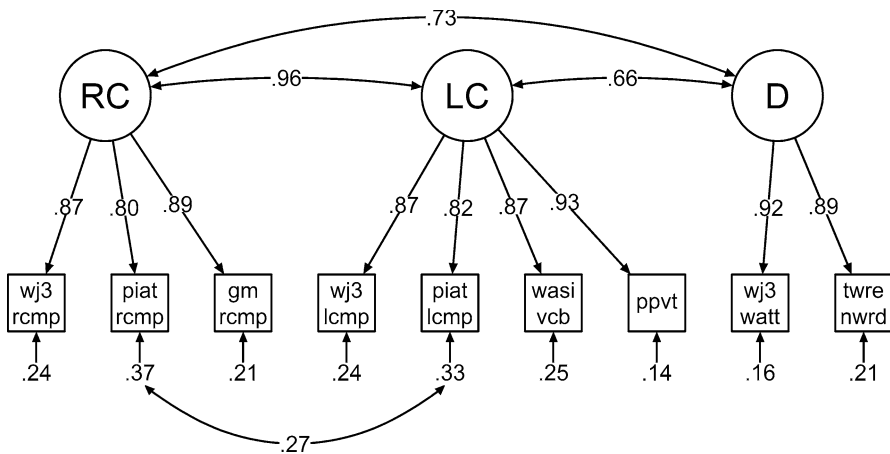 .73
.96
.66
RC
LC
D
.87
.80
.89
.87
.82
.87
.93
.92
.89
wj3
rcmp
piat
rcmp
gm
rcmp
wj3
lcmp
piat
lcmp
wasi
vcb
ppvt
wj3
watt
twre
nwrd
.24
.37
.21
.24
.33
.25
.14
.16
.21
.27